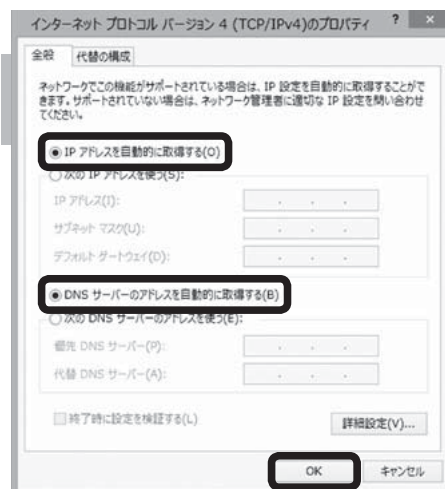 インターネット プロトコル バージョン 4 (TCP/IPv4)のプロパティ
全般 代替の構成
ネットワークでこの機能がサポートされている場合は、IP 設定を自動的に取得することがで
きます。サポートされていない場合は、ネットワーク管理者に適切な IP 設定を問い合わせ
てください。
IP アドレスを自動的に取得する(O)
次の IP アドレスを使う(S):
IP アドレス(I):
サブネット マスク(U):
デフォルト ゲートウェイ(D):
DNS サーバーのアドレスを自動的に取得する(B)
次の DNS サーバーのアドレスを使う(E):
優先 DNS サーバー(P):
代替 DNS サーバー(A):
終了時に設定を検証する(L)
詳細設定(V)...
OK キャンセル